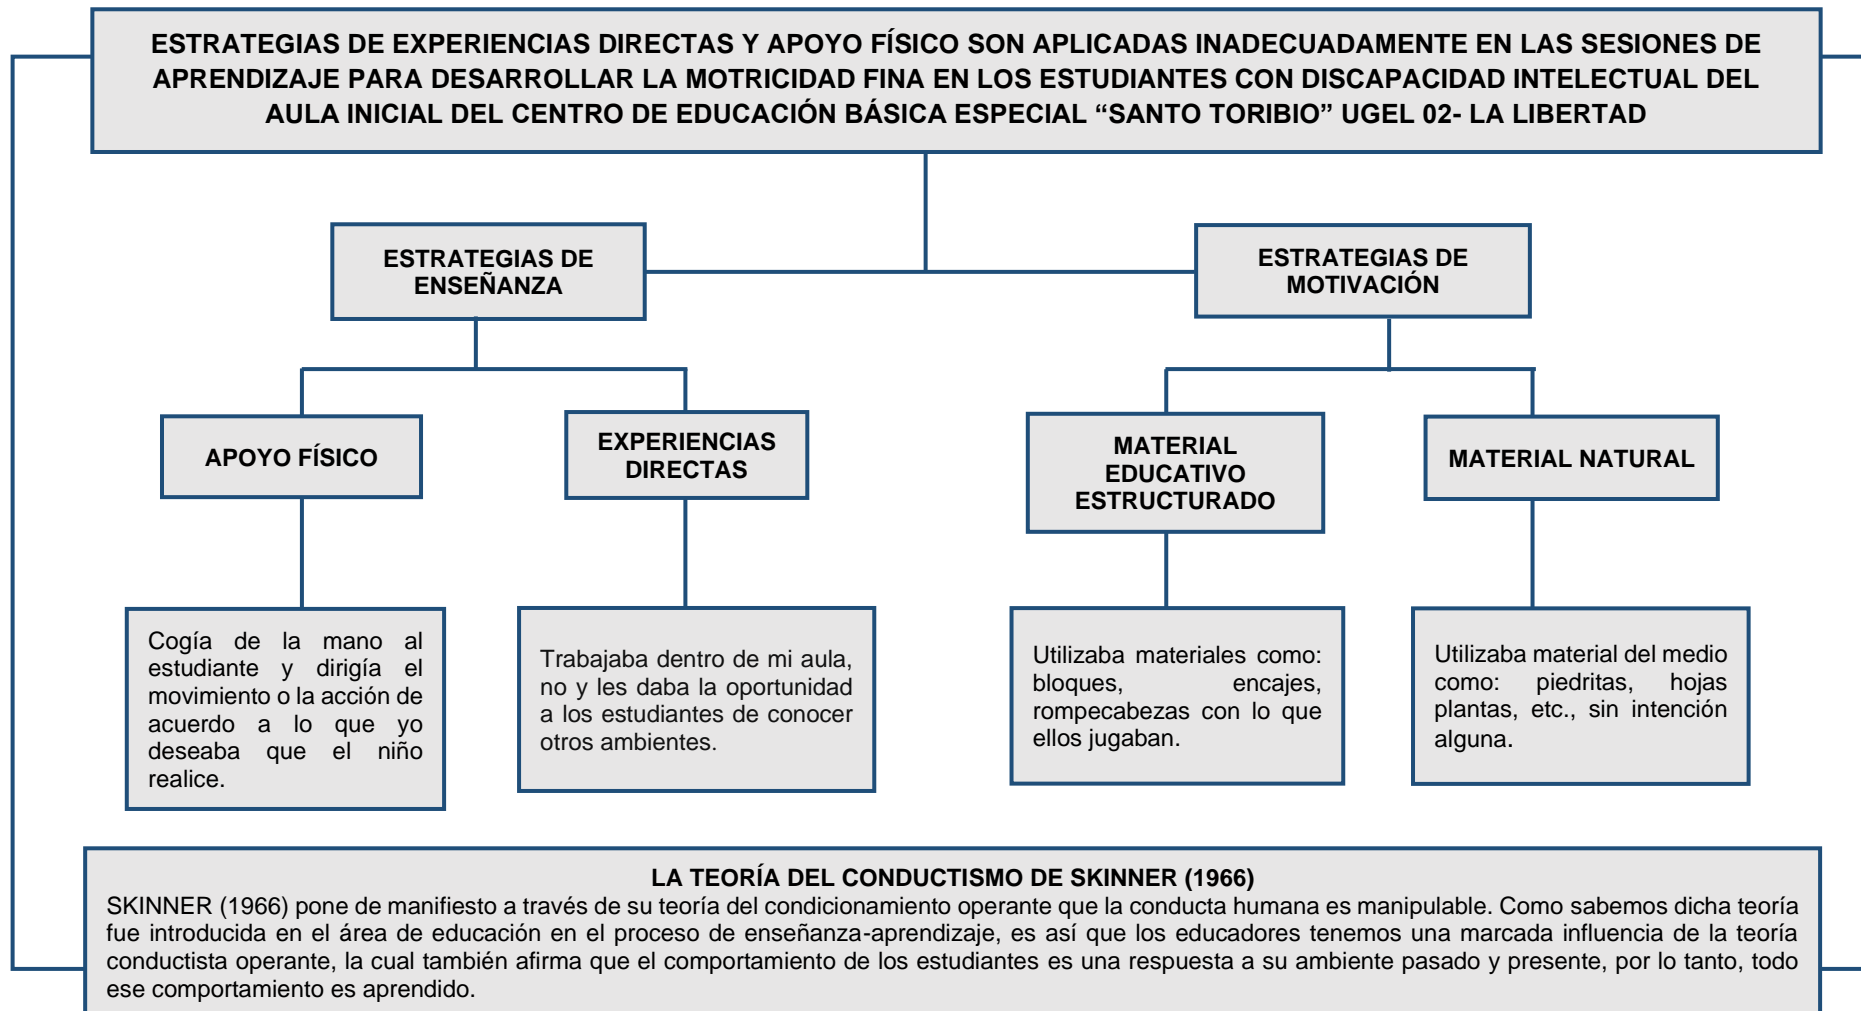 ESTRATEGIAS DE EXPERIENCIAS DIRECTAS Y APOYO FÍSICO SON APLICADAS INADECUADAMENTE EN LAS SESIONES DE
APRENDIZAJE PARA DESARROLLAR LA MOTRICIDAD FINA EN LOS ESTUDIANTES CON DISCAPACIDAD INTELECTUAL DEL
AULA INICIAL DEL CENTRO DE EDUCACIÓN BÁSICA ESPECIAL “SANTO TORIBIO” UGEL 02- LA LIBERTAD
ESTRATEGIAS DE
ENSEÑANZA
ESTRATEGIAS DE
MOTIVACIÓN
APOYO FÍSICO
EXPERIENCIAS
DIRECTAS
MATERIAL
EDUCATIVO
ESTRUCTURADO
MATERIAL NATURAL
Cogía de la mano al
estudiante y dirigía el
movimiento o la acción de
acuerdo a lo que yo
deseaba que el niño
realice.
Trabajaba dentro de mi aula,
no y les daba la oportunidad
a los estudiantes de conocer
otros ambientes.
Utilizaba materiales como:
bloques, encajes,
rompecabezas con lo que
ellos jugaban.
Utilizaba material del medio
como: piedritas, hojas
plantas, etc., sin intención
alguna.
LA TEORÍA DEL CONDUCTISMO DE SKINNER (1966)
SKINNER (1966) pone de manifiesto a través de su teoría del condicionamiento operante que la conducta humana es manipulable. Como sabemos dicha teoría
fue introducida en el área de educación en el proceso de enseñanza-aprendizaje, es así que los educadores tenemos una marcada influencia de la teoría
conductista operante, la cual también afirma que el comportamiento de los estudiantes es una respuesta a su ambiente pasado y presente, por lo tanto, todo
ese comportamiento es aprendido.